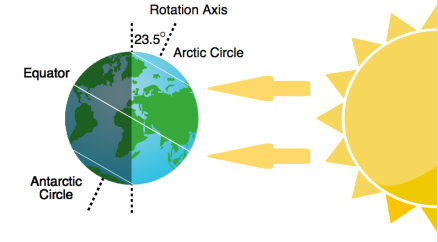 Rotation Axis
23.5°
Arctic Circle
Equator
Antarctic
Circle